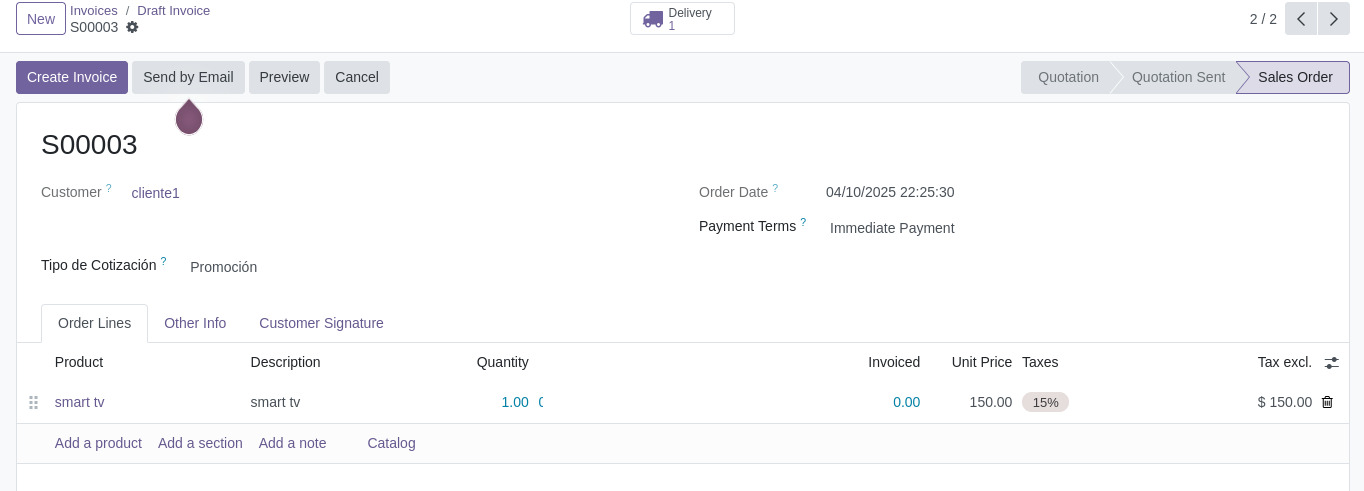 New
Invoices / Draft Invoice
S00003
Delivery
1
2 / 2
Create Invoice Send by Email Preview Cancel
Quotation Quotation Sent Sales Order
S00003
Customer ? cliente1
Order Date ? 04/10/2025 22:25:30
Payment Terms ? Immediate Payment
Tipo de Cotización ? Promoción
Order Lines Other Info Customer Signature
Product Description Quantity Invoiced Unit Price Taxes Tax excl.
smart tv smart tv 1.00 0.00 150.00 15% $ 150.00
Add a product Add a section Add a note Catalog